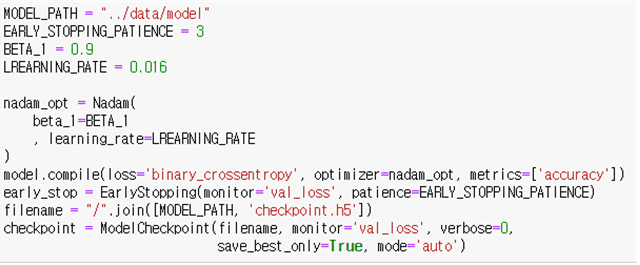 MODEL_PATH = "../data/model"
EARLY_STOPPING_PATIENCE = 3
BETA_1 = 0.9
LREARNING_RATE = 0.016
nadam_opt = Nadam(
beta_1=BETA_1
, learning_rate=LREARNING_RATE
)
model.compile(loss='binary_crossentropy', optimizer=nadam_opt, metrics=['accuracy'])
early_stop = EarlyStopping(monitor='val_loss', patience=EARLY_STOPPING_PATIENCE)
filename = "/".join([MODEL_PATH, 'checkpoint.h5'])
checkpoint = ModelCheckpoint(filename, monitor='val_loss', verbose=0,
save_best_only=True, mode='auto')